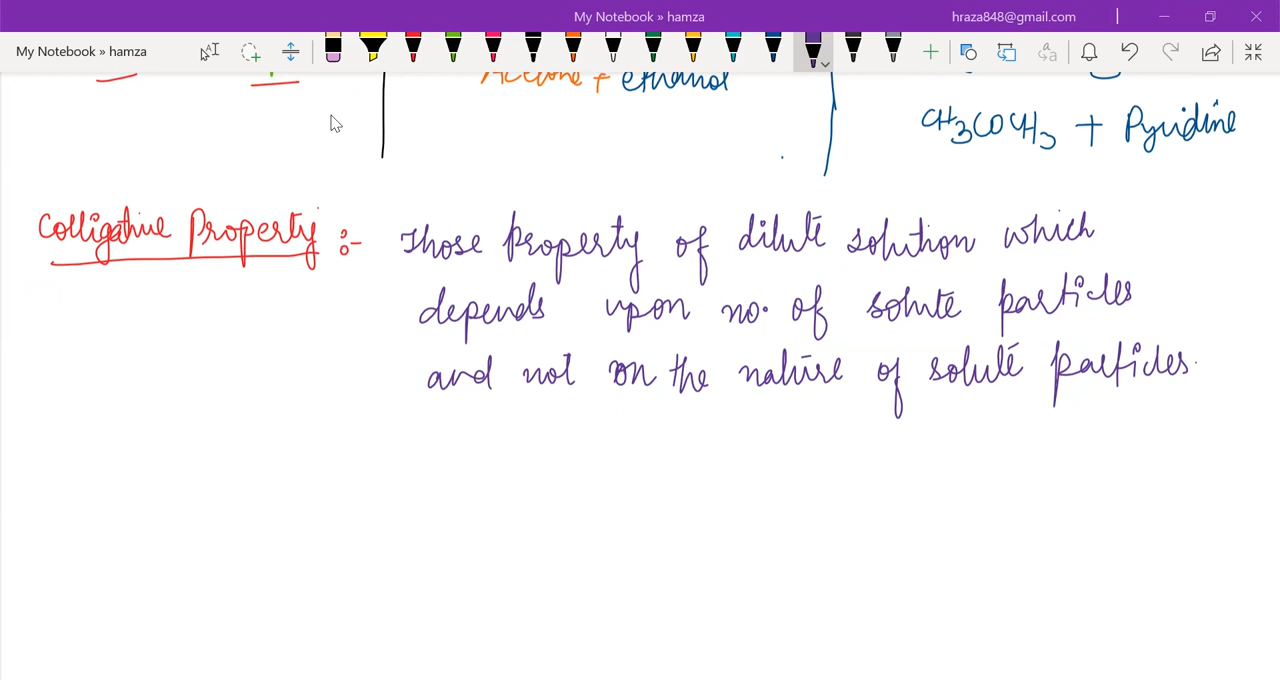 My Notebook » hamza
hraza848@gmail.com
My Notebook » hamza
Acetone + ethanol
CH3COCH3 + Pyridine
Colligative Property :- Those property of dilute solution which
depends upon no. of solute particles
and not on the nature of solute particles.